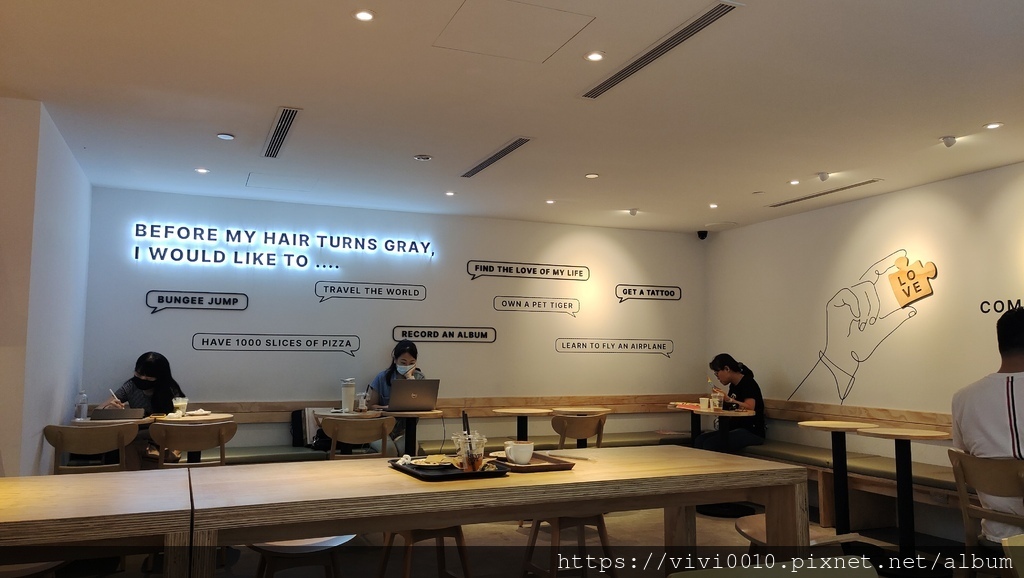 BEFORE MY HAIR TURNS GRAY,
I WOULD LIKE TO ....
FIND THE LOVE OF MY LIFE
BUNGEE JUMP
TRAVEL THE WORLD
OWN A PET TIGER
GET A TATTOO
HAVE 1000 SLICES OF PIZZA
RECORD AN ALBUM
LEARN TO FLY AN AIRPLANE
LO
VE
COM
https://vivi0010.pixnet.net/album